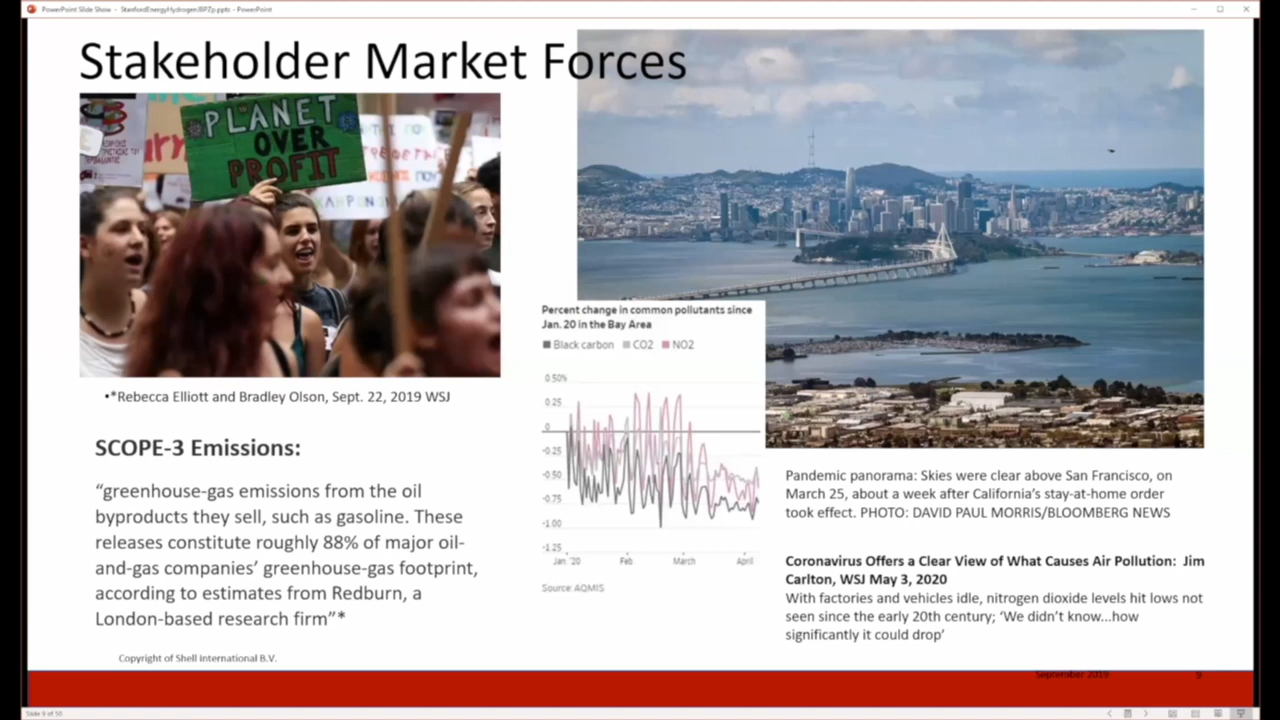 PowerPoint Slide Show - StanfordEnergyHydrogenJBPZp.pptx - PowerPoint
Stakeholder Market Forces
PLANET
OVER
PROFIT
•*Rebecca Elliott and Bradley Olson, Sept. 22, 2019 WSJ
SCOPE-3 Emissions:
“greenhouse-gas emissions from the oil
byproducts they sell, such as gasoline. These
releases constitute roughly 88% of major oil-
and-gas companies’ greenhouse-gas footprint,
according to estimates from Redburn, a
London-based research firm”*
Copyright of Shell International B.V.
Percent change in common pollutants since
Jan. 20 in the Bay Area
Black carbon CO2 NO2
0.50%
0.25
0
-0.25
-0.50
-0.75
-1.00
-1.25
Jan '20 Feb March April
Source: AQMIS
Pandemic panorama: Skies were clear above San Francisco, on
March 25, about a week after California’s stay-at-home order
took effect. PHOTO: DAVID PAUL MORRIS/BLOOMBERG NEWS
Coronavirus Offers a Clear View of What Causes Air Pollution: Jim
Carlton, WSJ May 3, 2020
With factories and vehicles idle, nitrogen dioxide levels hit lows not
seen since the early 20th century; ‘We didn’t know...how
significantly it could drop’
September 2019 9
Slide 9 of 50